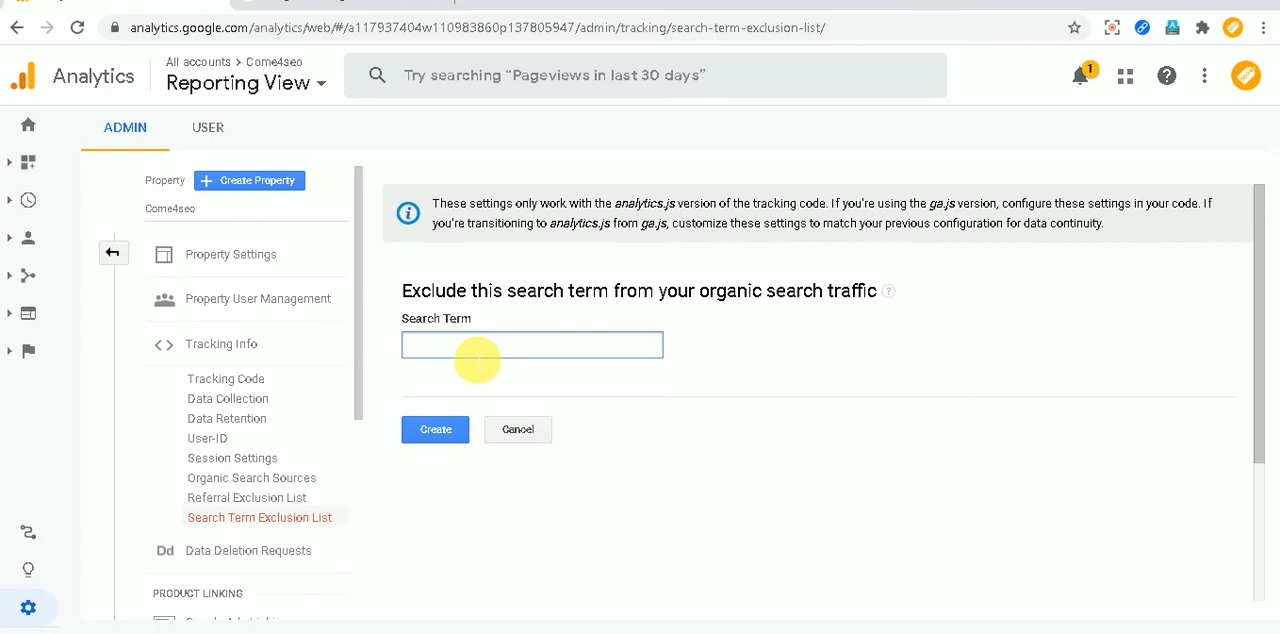 analytics.google.com/analytics/web/#/a117937404w110983860p137805947/admin/tracking/search-term-exclusion-list/
Analytics
All accounts > Come4seo
Reporting View
Try searching “Pageviews in last 30 days”
1
ADMIN
USER
Property
+ Create Property
Come4seo
Property Settings
Property User Management
Tracking Info
Tracking Code
Data Collection
Data Retention
User-ID
Session Settings
Organic Search Sources
Referral Exclusion List
Search Term Exclusion List
Dd Data Deletion Requests
PRODUCT LINKING
These settings only work with the analytics.js version of the tracking code. If you're using the ga.js version, configure these settings in your code. If
you're transitioning to analytics.js from ga.js, customize these settings to match your previous configuration for data continuity.
Exclude this search term from your organic search traffic ?
Search Term
Create
Cancel